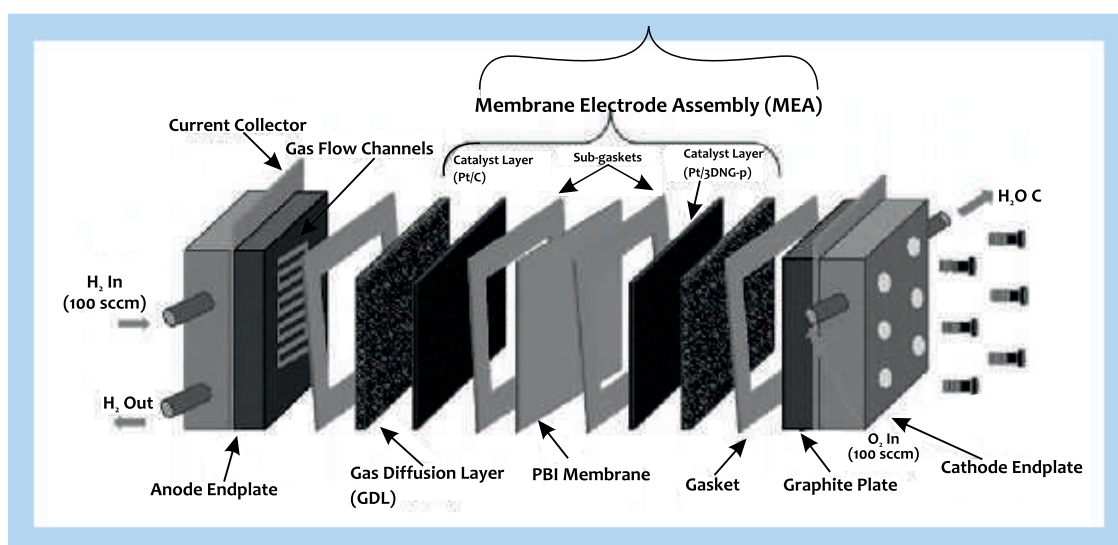 Membrane Electrode Assembly (MEA)
Current Collector
Gas Flow Channels
Catalyst Layer
(Pt/C)
Sub-gaskets
Catalyst Layer
(Pt/3DNG-p)
H₂O C
H₂ In
(100 sccm)
H₂ Out
O₂ In
(100 sccm)
Anode Endplate
Gas Diffusion Layer
(GDL)
PBI Membrane
Gasket
Graphite Plate
Cathode Endplate